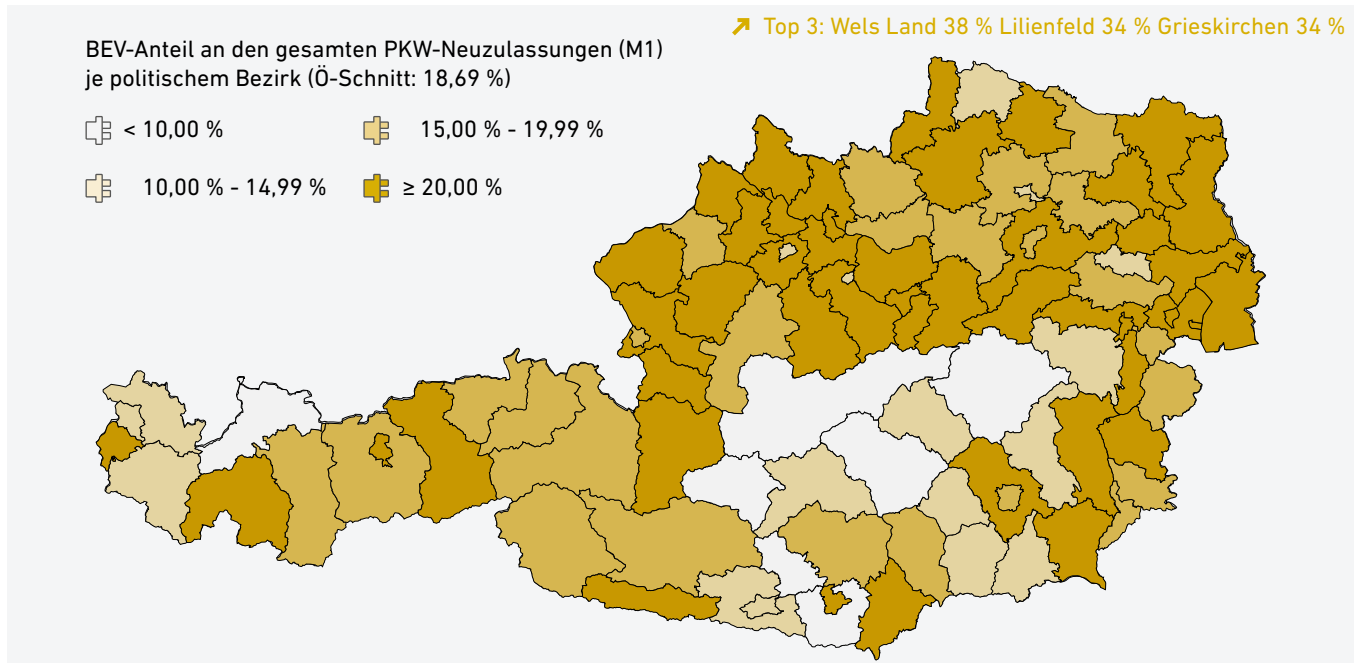 ↗ Top 3: Wels Land 38 % Lilienfeld 34 % Grieskirchen 34 %
BEV-Anteil an den gesamten PKW-Neuzulassungen (M1)
je politischem Bezirk (Ö-Schnitt: 18,69 %)
< 10,00 %
15,00 % - 19,99 %
10,00 % - 14,99 %
≥ 20,00 %